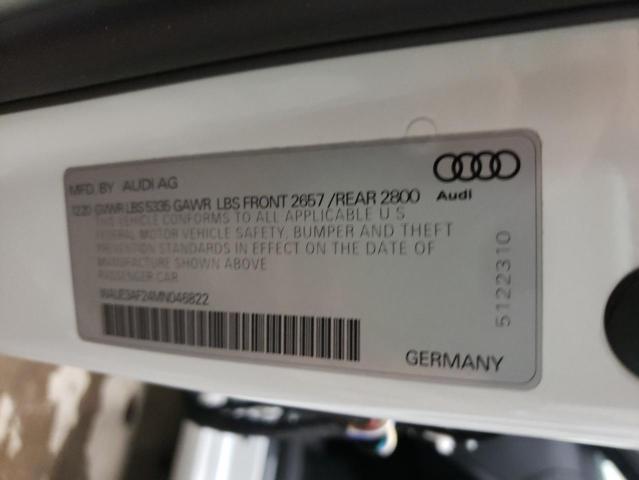 MFD. BY AUDI AG
12/20 GVWR LBS 5335 GAWR LBS FRONT 2657 / REAR 2800
THIS VEHICLE CONFORMS TO ALL APPLICABLE U S
FEDERAL MOTOR VEHICLE SAFETY, BUMPER AND THEFT
PREVENTION STANDARDS IN EFFECT ON THE DATE OF
MANUFACTURE SHOWN ABOVE
PASSENGER CAR
WAUE3AF24MN046822
Audi
5122310
GERMANY